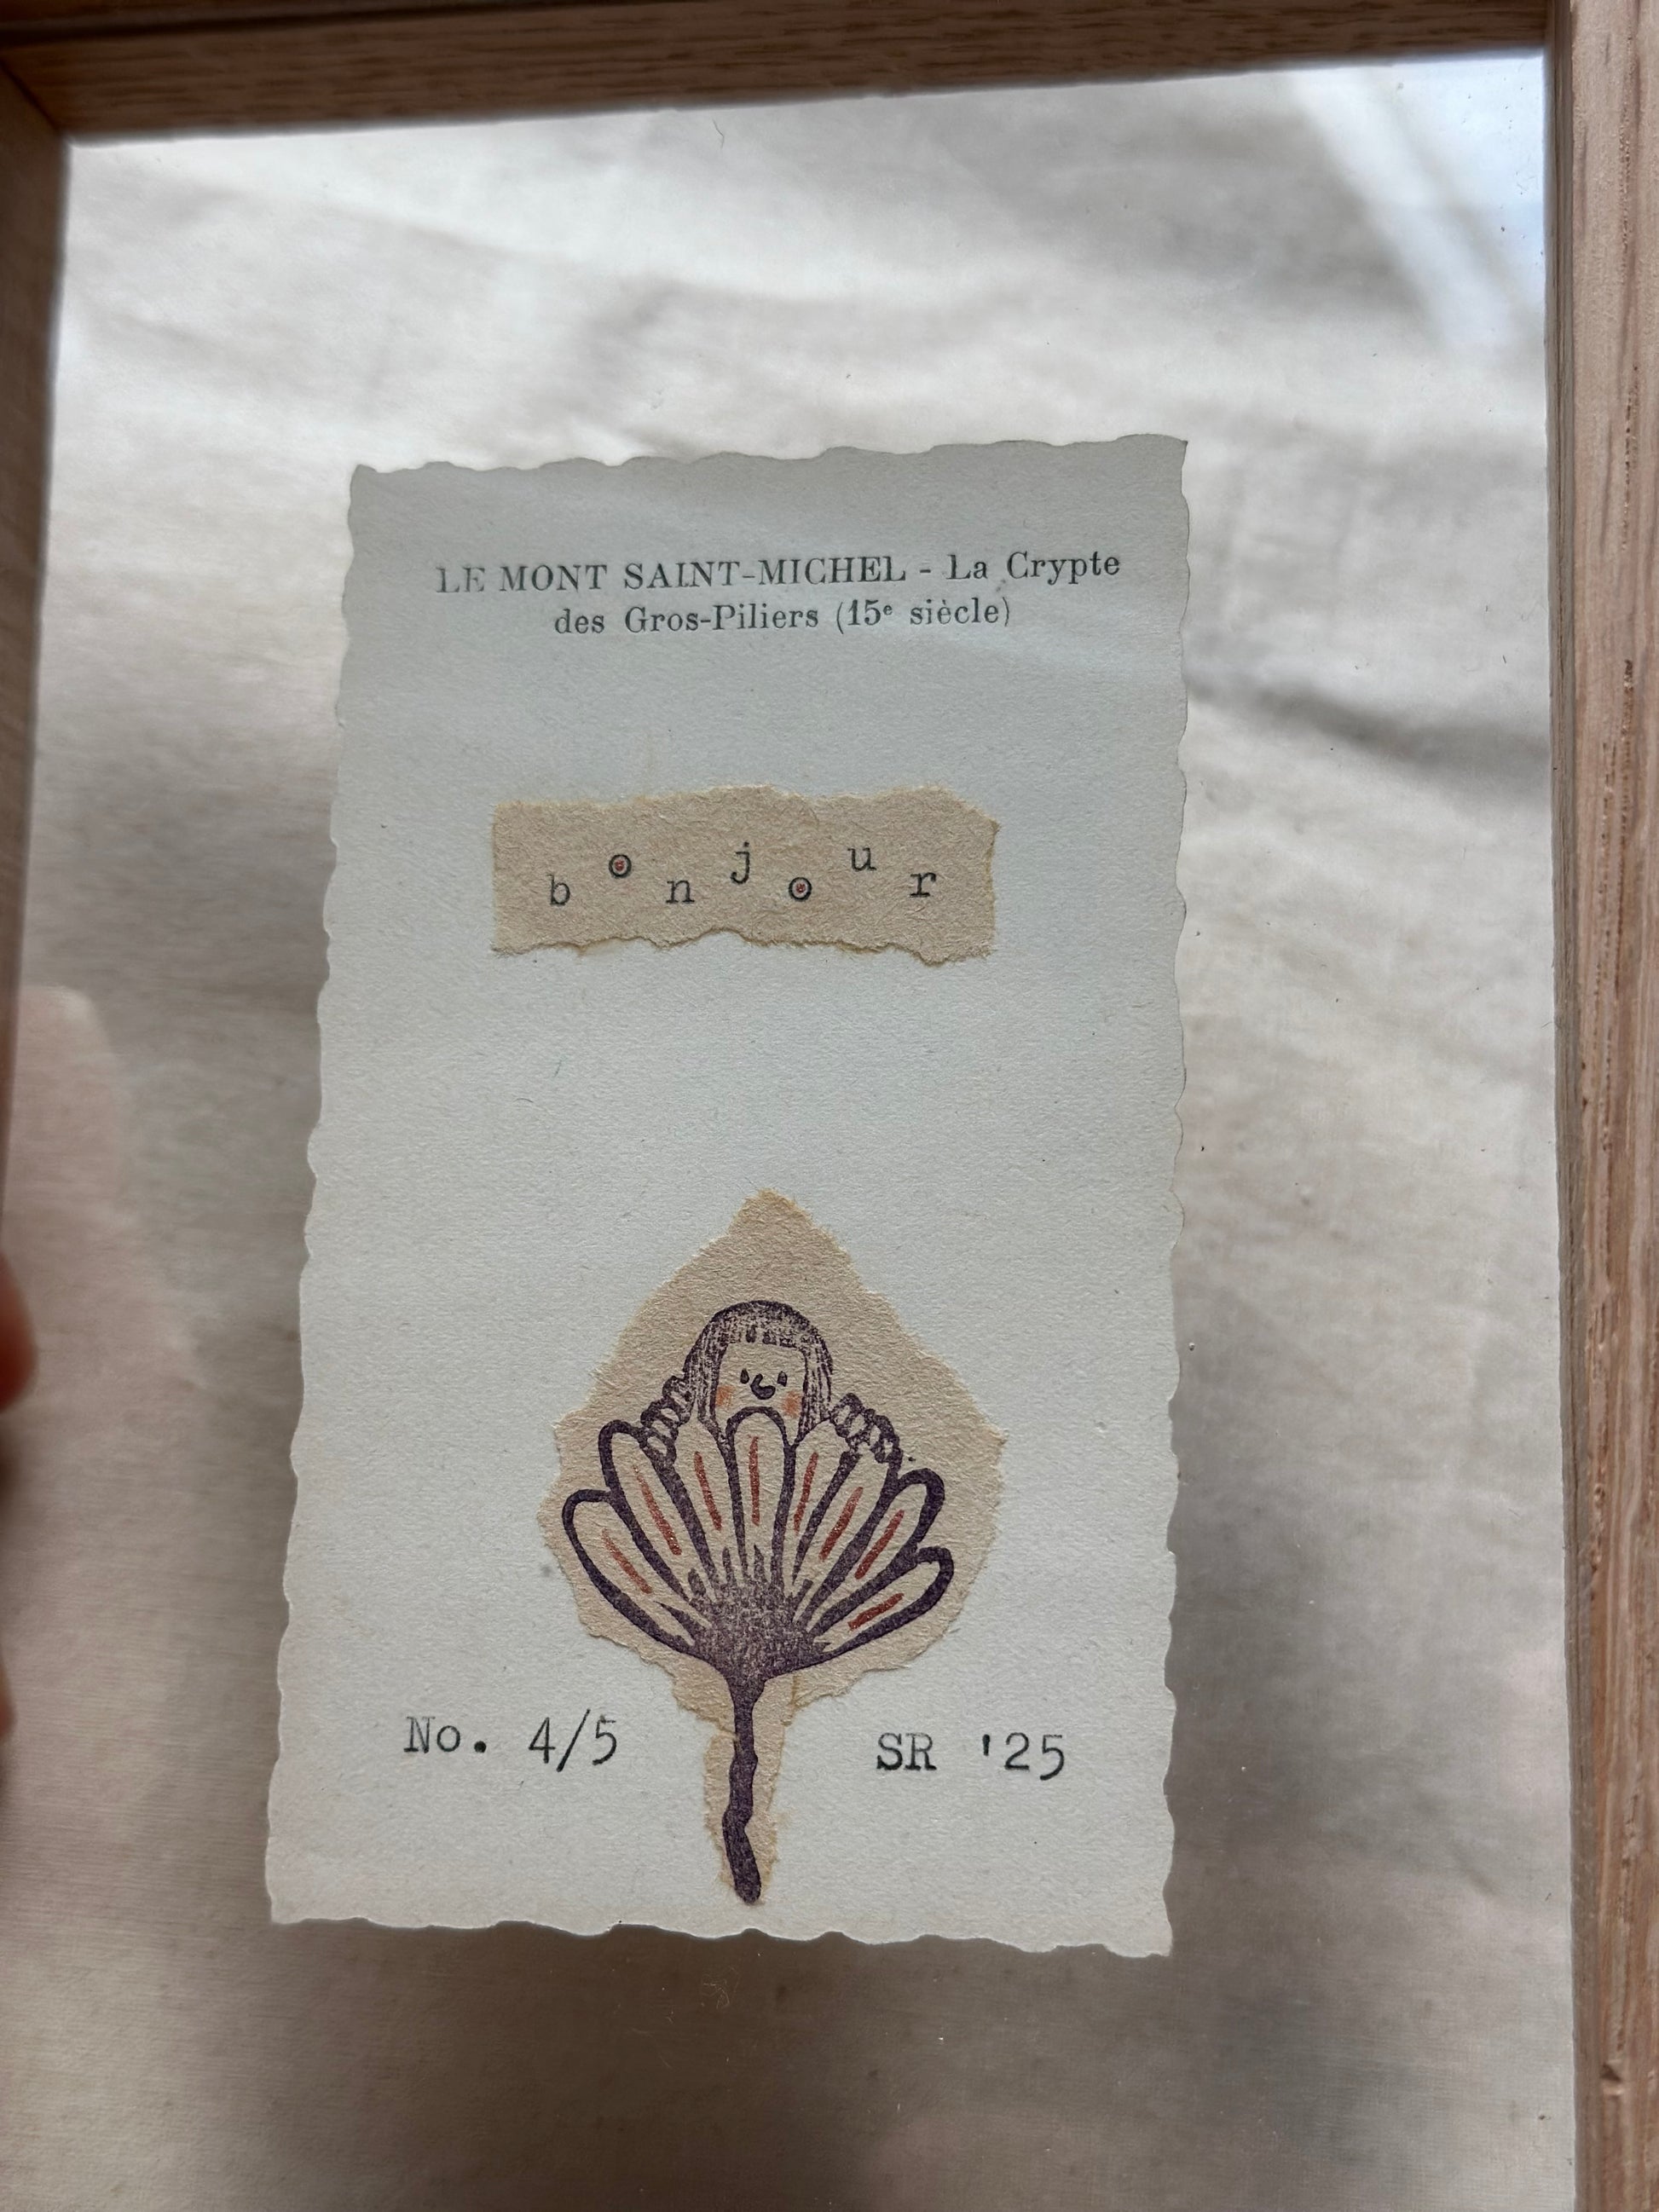 LE MONT SAINT-MICHEL - La Crypte
des Gros-Piliers (15e siècle)
bonjour
No. 4/5 SR '25